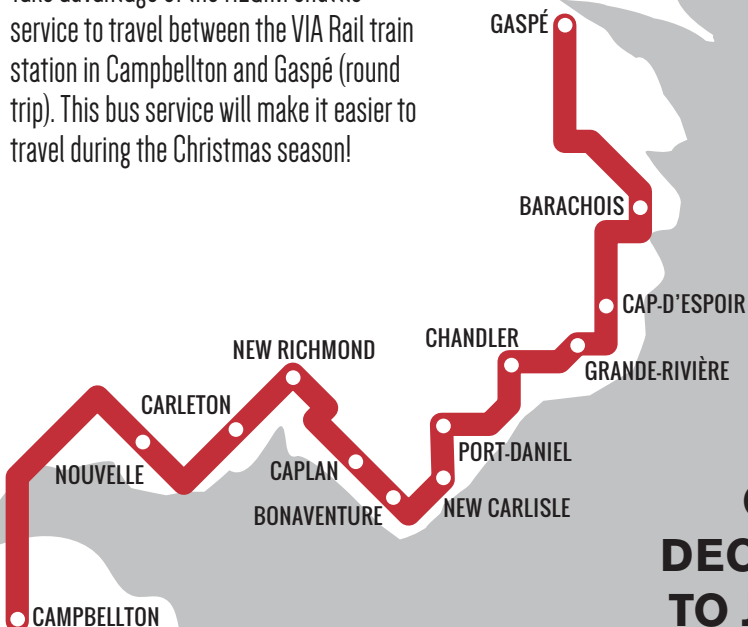 service to travel between the VIA Rail train
station in Campbellton and Gaspé (round
trip). This bus service will make it easier to
travel during the Christmas season!
GASPÉ
BARACHOIS
CAP-D'ESPOIR
CHANDLER
GRANDE-RIVIÈRE
NEW RICHMOND
CARLETON
PORT-DANIEL
NOUVELLE
CAPLAN
BONAVENTURE
NEW CARLISLE
DEC
TO
CAMPBELLTON